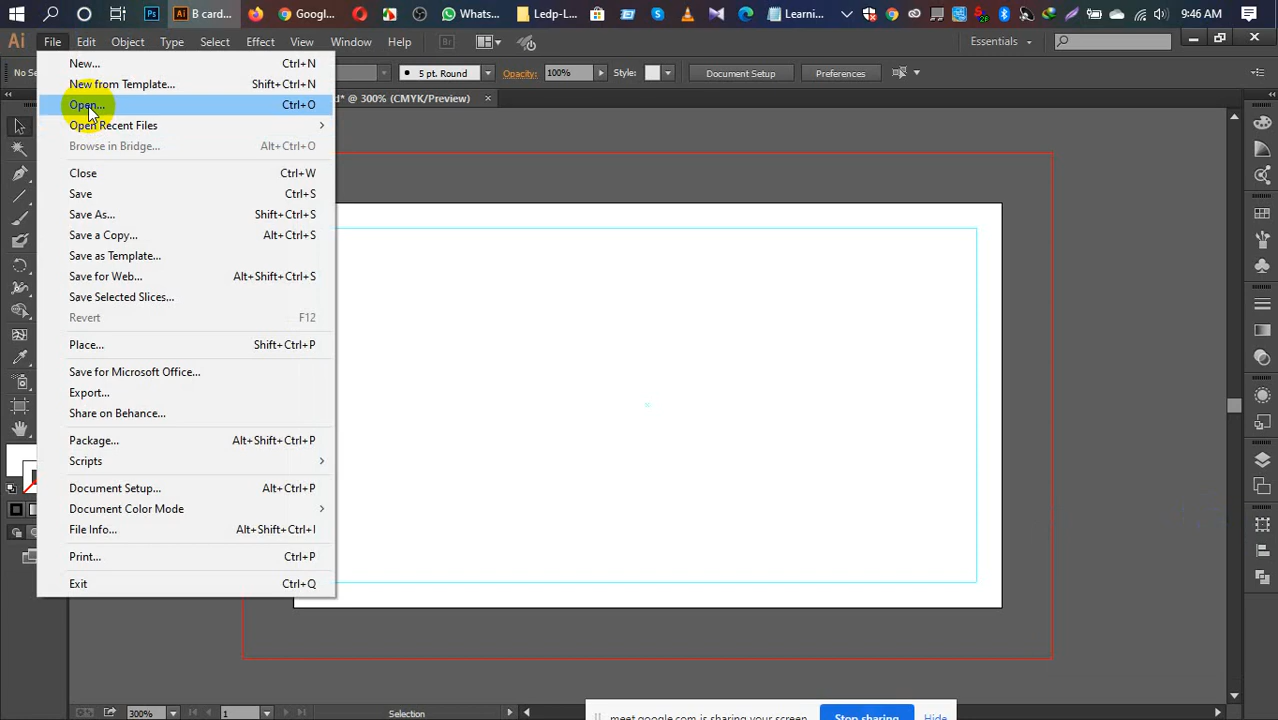 B card...
Googl...
Whats...
Ledp-L...
Learni...
9:46 AM
Ai File Edit Object Type Select Effect View Window Help Br Essentials
No Se
5 pt. Round
Opacity: 100%
Style:
Document Setup
Preferences
d* @ 300% (CMYK/Preview)
New... Ctrl+N
New from Template... Shift+Ctrl+N
Open... Ctrl+O
Open Recent Files
Browse in Bridge... Alt+Ctrl+O
Close Ctrl+W
Save Ctrl+S
Save As... Shift+Ctrl+S
Save a Copy... Alt+Ctrl+S
Save as Template...
Save for Web... Alt+Shift+Ctrl+S
Save Selected Slices...
Revert F12
Place... Shift+Ctrl+P
Save for Microsoft Office...
Export...
Share on Behance...
Package... Alt+Shift+Ctrl+P
Scripts
Document Setup... Alt+Ctrl+P
Document Color Mode
File Info... Alt+Shift+Ctrl+I
Print... Ctrl+P
Exit Ctrl+Q
300% 1 Selection
meet.google.com is sharing your screen.
Stop sharing
Hide